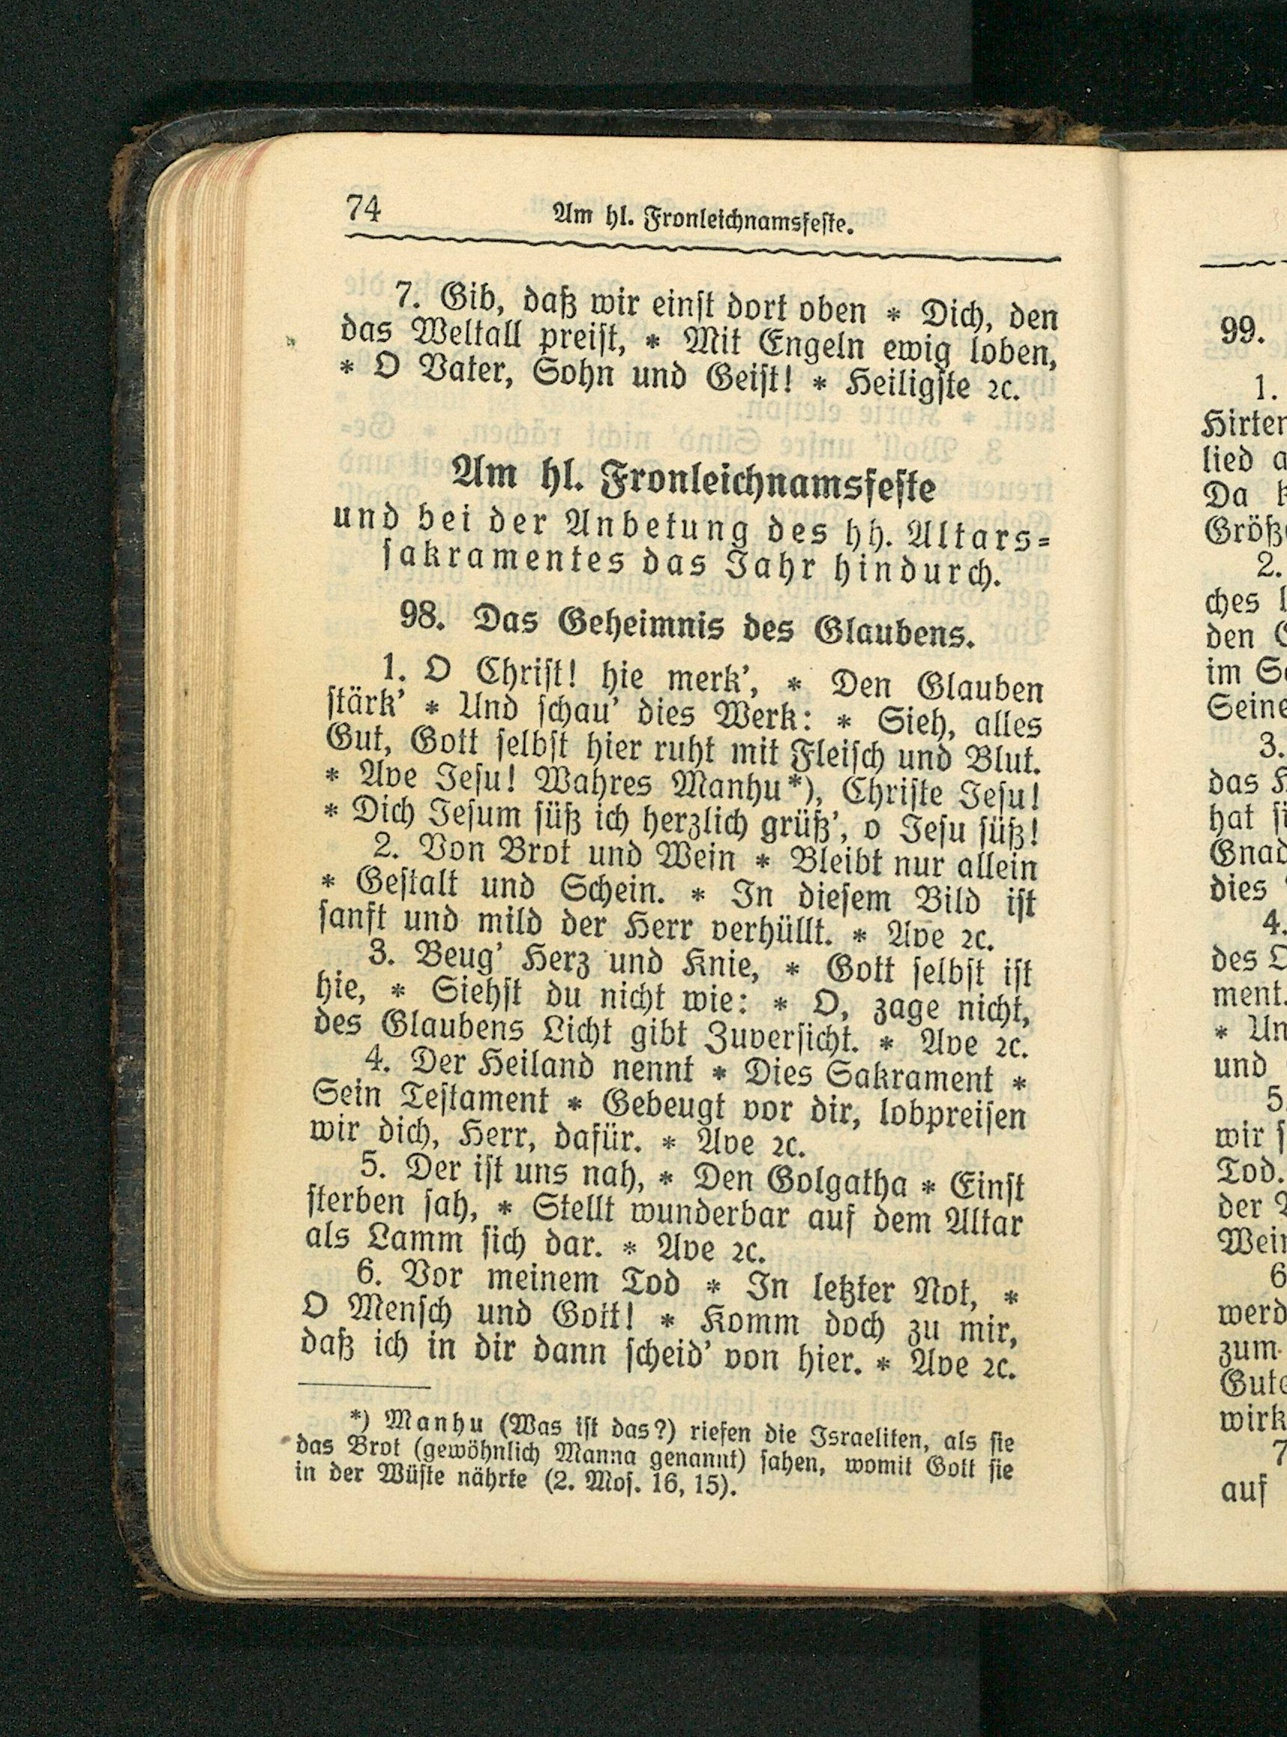 74
Am hl. Fronleichnamsfeste.
7. Gib, daß wir einst dort oben * Dich, den
das Weltall preist, * Mit Engeln ewig loben,
* O Vater, Sohn und Geist! * Heiligste ꝛc.
Am hl. Fronleichnamsfeste
und bei der Anbetung des hh. Altars=
sakramentes das Jahr hindurch.
98. Das Geheimnis des Glaubens.
1. O Christ! hie merk', * Den Glauben
stärk' * Und schau' dies Werk: * Sieh, alles
Gut, Gott selbst hier ruht mit Fleisch und Blut.
* Ave Jesu! Wahres Manhu*), Christe Jesu!
* Dich Jesum süß ich herzlich grüß', o Jesu süß!
2. Von Brot und Wein * Bleibt nur allein
* Gestalt und Schein. * In diesem Bild ist
sanft und mild der Herr verhüllt. * Ave ꝛc.
3. Beug' Herz und Knie, * Gott selbst ist
hie, * Siehst du nicht wie: * O, zage nicht,
des Glaubens Licht gibt Zuversicht. * Ave ꝛc.
4. Der Heiland nennt * Dies Sakrament *
Sein Testament * Gebeugt vor dir, lobpreisen
wir dich, Herr, dafür. * Ave ꝛc.
5. Der ist uns nah, * Den Golgatha * Einst
sterben sah, * Stellt wunderbar auf dem Altar
als Lamm sich dar. * Ave ꝛc.
6. Vor meinem Tod * In letzter Not, *
O Mensch und Gott! * Komm doch zu mir,
daß ich in dir dann scheid' von hier. * Ave ꝛc.
*) Manhu (Was ist das?) riefen die Israeliten, als sie
das Brot (gewöhnlich Manna genannt) sahen, womit Gott sie
in der Wüste nährte (2. Mos. 16, 15).
99.
1.
lied
Da
2.
ches
den
im
3.
das
hat
dies
4.
des
ment.
*
und
5
wir
Tod.
der
6
zum
7
auf